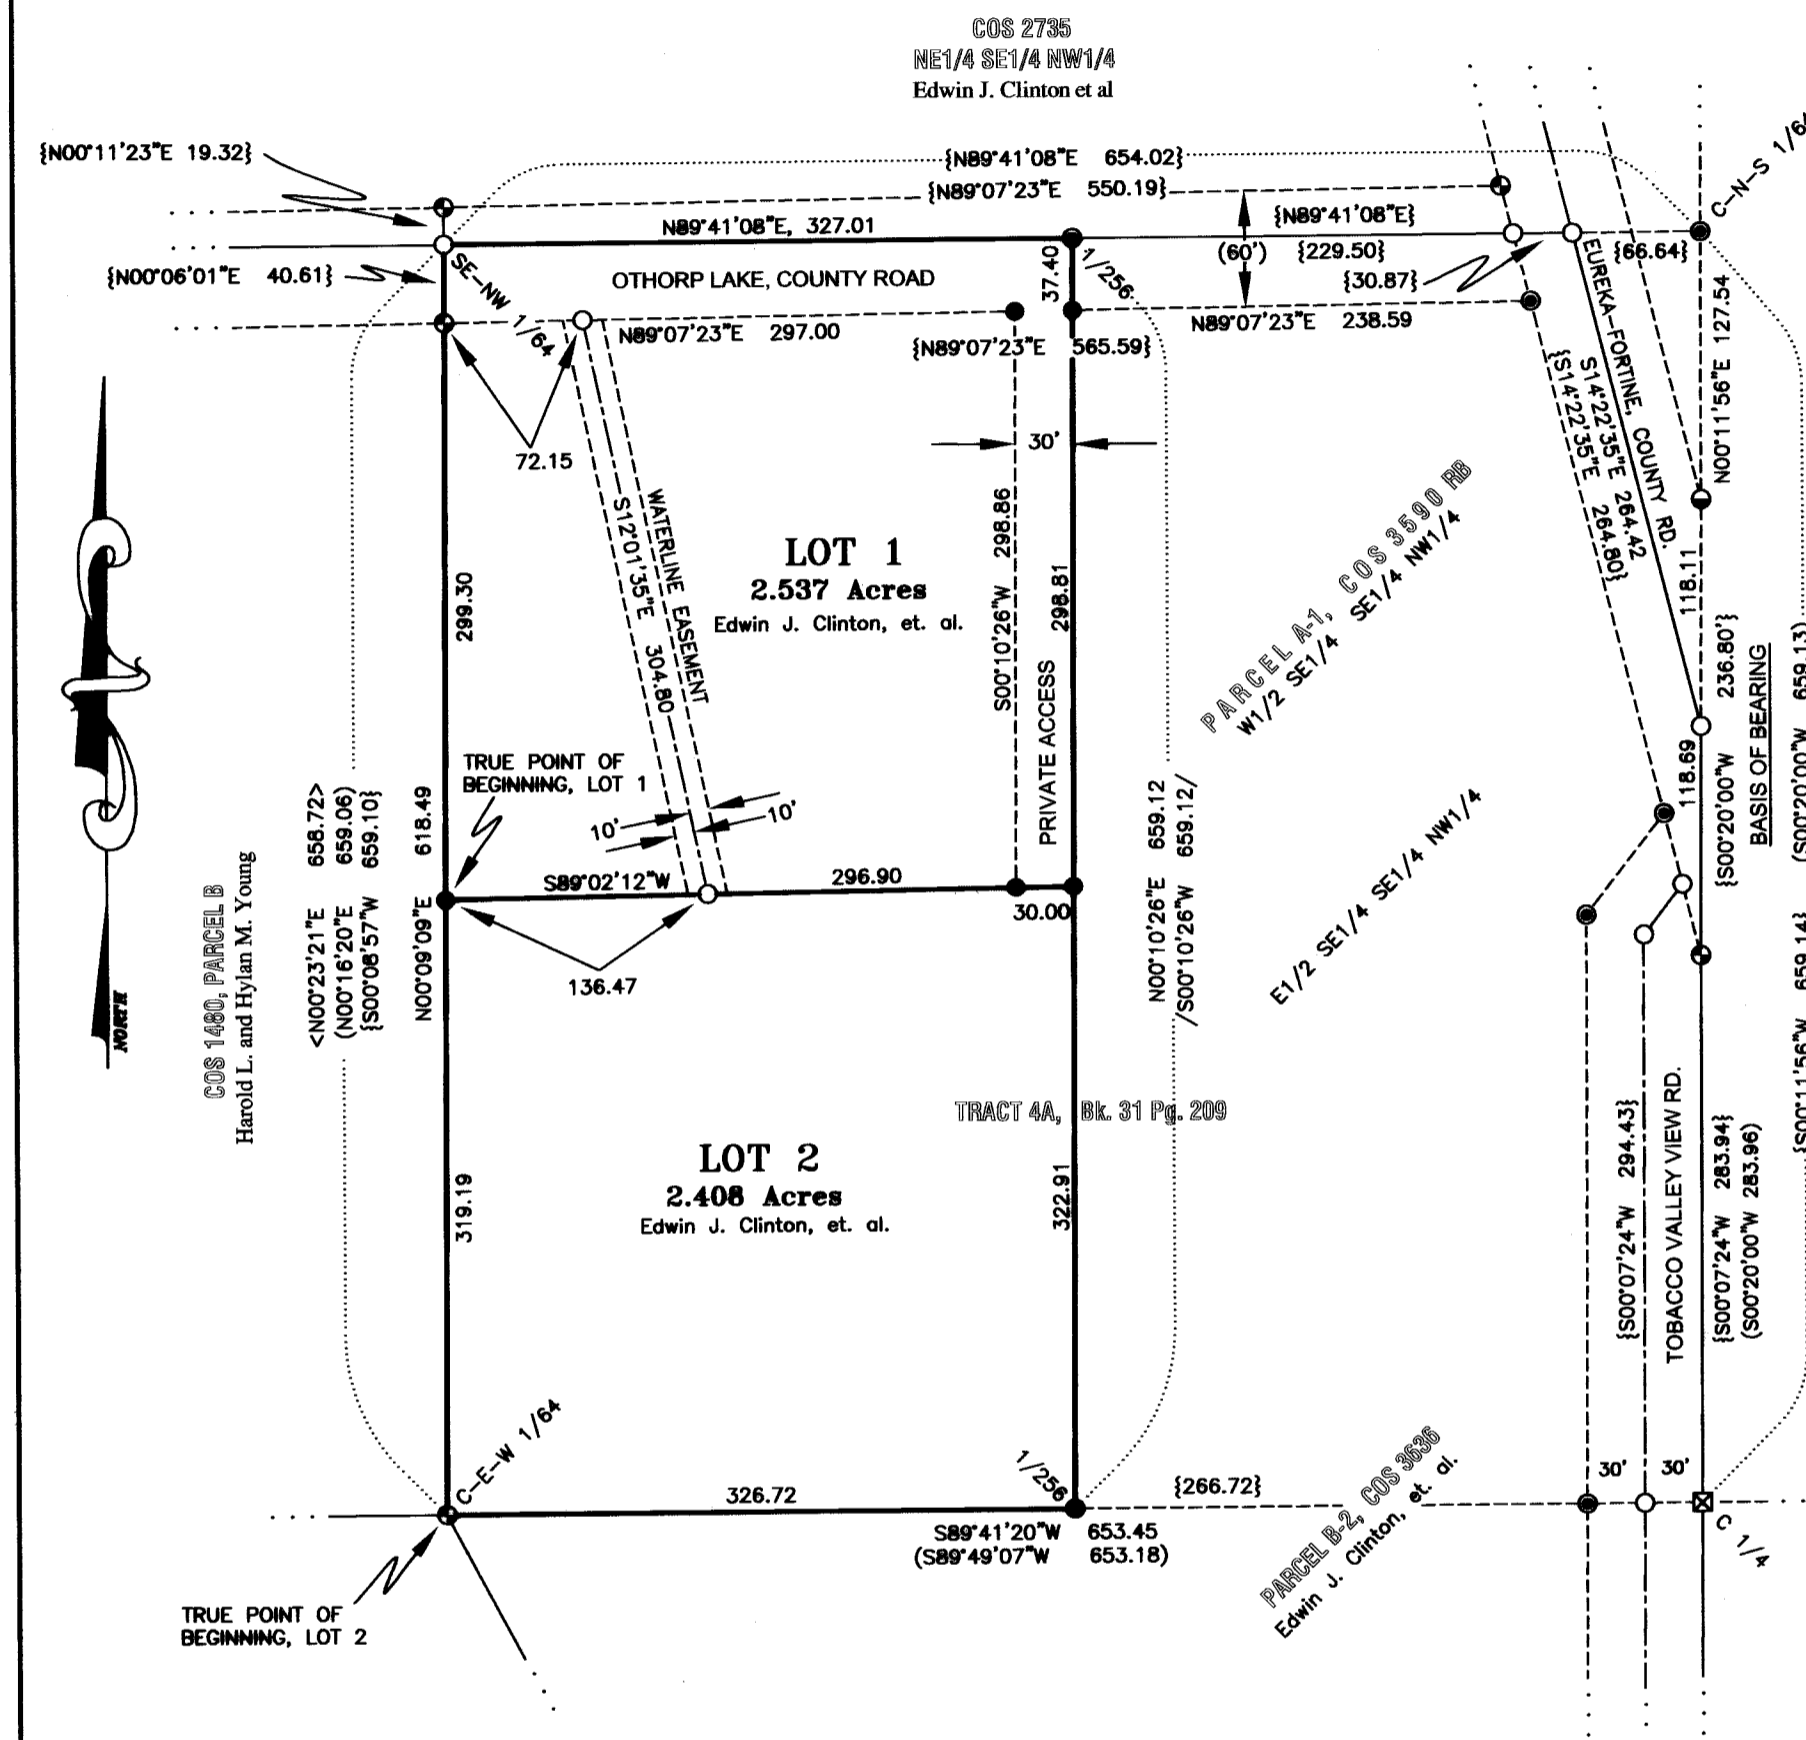 COS 2735
NE1/4 SE1/4 NW1/4
Edwin J. Clinton et al
{N00°11'23"E 19.32}
{N89°41'08"E 654.02}
{N89°07'23"E 550.19}
N89°41'08"E, 327.01
{N89°41'08"E}
(60')
{229.50}
{66.64}
{30.87}
C-N-S 1/64
{N00°06'01"E 40.61}
SE-NW 1/64
OTHORP LAKE, COUNTY ROAD
37.40
1/256
N89°07'23"E 297.00
{N89°07'23"E 565.59}
N89°07'23"E 238.59
EUREKA-FORTINE, COUNTY RD.
S14°22'35"E 264.42
{S14°22'35"E 264.80}
N00°11'56"E 127.54
72.15
30'
WATERLINE EASEMENT
S12°01'35"E 304.80
LOT 1
2.537 Acres
Edwin J. Clinton, et. al.
S00°10'26"W 298.86
298.81
PRIVATE ACCESS
299.30
PARCEL A-1, COS 3590 RB
W1/2 SE1/4 SE1/4 NW1/4
118.11
118.69
{S00°20'00"W 236.80'}
BASIS OF BEARING
(S00°20'00"W 659.13)
{S00°11'56"W 659.14}
TRUE POINT OF
BEGINNING, LOT 1
10'
10'
S89°02'12"W
296.90
30.00
136.47
<N00°23'21"E 658.72>
(N00°16'20"E 659.06)
{S00°08'57"W 659.10}
N00°09'09"E 618.49
COS 1480, PARCEL B
Harold L. and Hylan M. Young
NORTH
N00°10'26"E 659.12
/S00°10'26"W 659.12/
E1/2 SE1/4 SE1/4 NW1/4
TRACT 4A, Bk. 31 Pg. 209
LOT 2
2.408 Acres
Edwin J. Clinton, et. al.
319.19
322.91
{S00°07'24"W 294.43}
TOBACCO VALLEY VIEW RD.
{S00°07'24"W 283.94}
(S00°20'00"W 283.96)
C-E-W 1/64
326.72
1/256
{266.72}
30'
30'
C 1/4
S89°41'20"W 653.45
(S89°49'07"W 653.18)
PARCEL B-2, COS 3636
Edwin J. Clinton, et. al.
TRUE POINT OF
BEGINNING, LOT 2